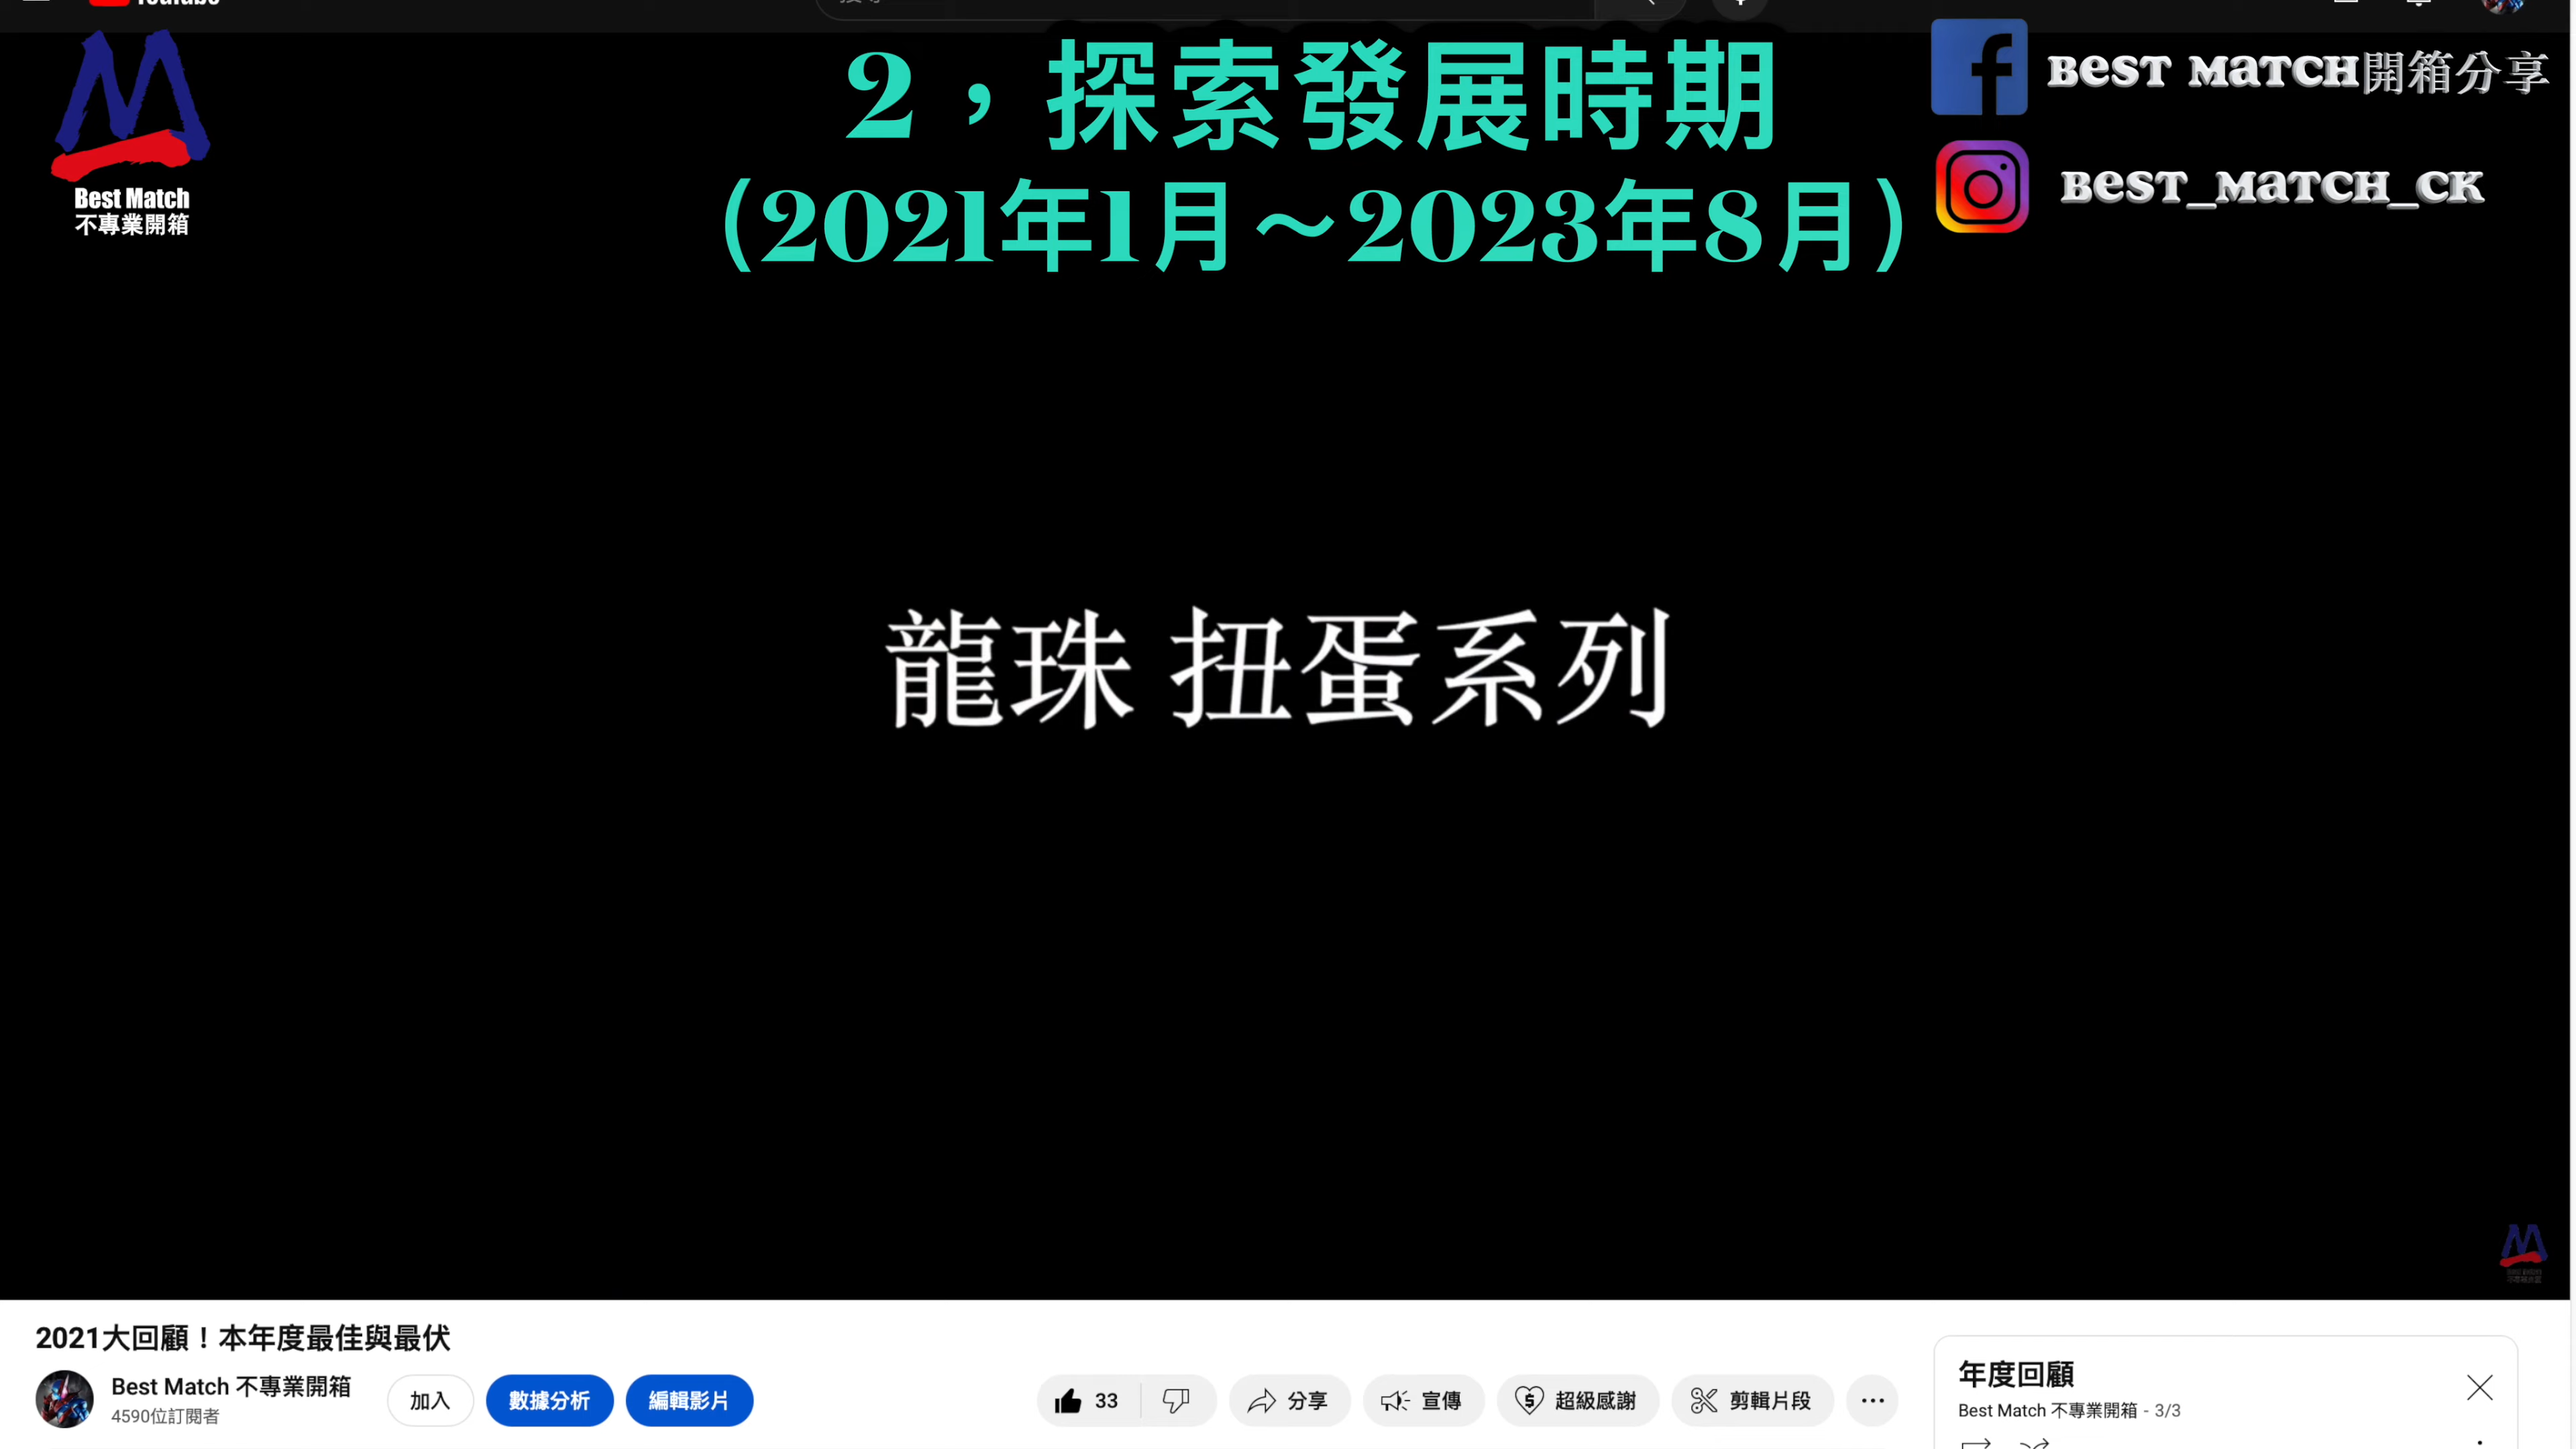 YouTube
2，探索發展時期
(2021年1月～2023年8月)
Best Match
不專業開箱
BEST MATCH開箱分享
BEST_MATCH_CK
龍珠 扭蛋系列
2021大回顧！本年度最佳與最伏
Best Match 不專業開箱
4590位訂閱者
加入
數據分析
編輯影片
33
分享
宣傳
超級感謝
剪輯片段
年度回顧
Best Match 不專業開箱 - 3/3